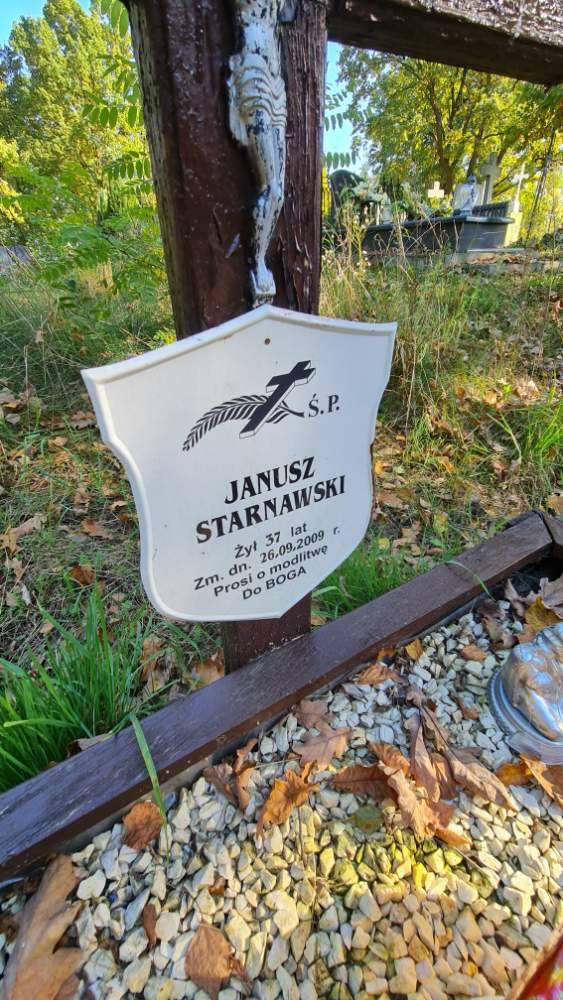 Ś.P.
JANUSZ
STARNAWSKI
Żył 37 lat
Zm. dn. 26.09.2009 r.
Prosi o modlitwę
Do BOGA